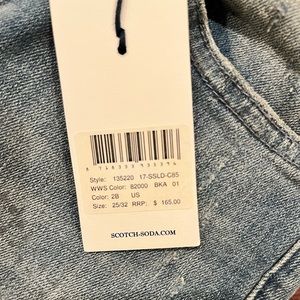 Style: 135220 17-SSLD-C85
WWS Color: 82000 BKA 01
Color: 2B US
Size: 25/32 RRP: $ 165.00
SCOTCH-SODA.COM